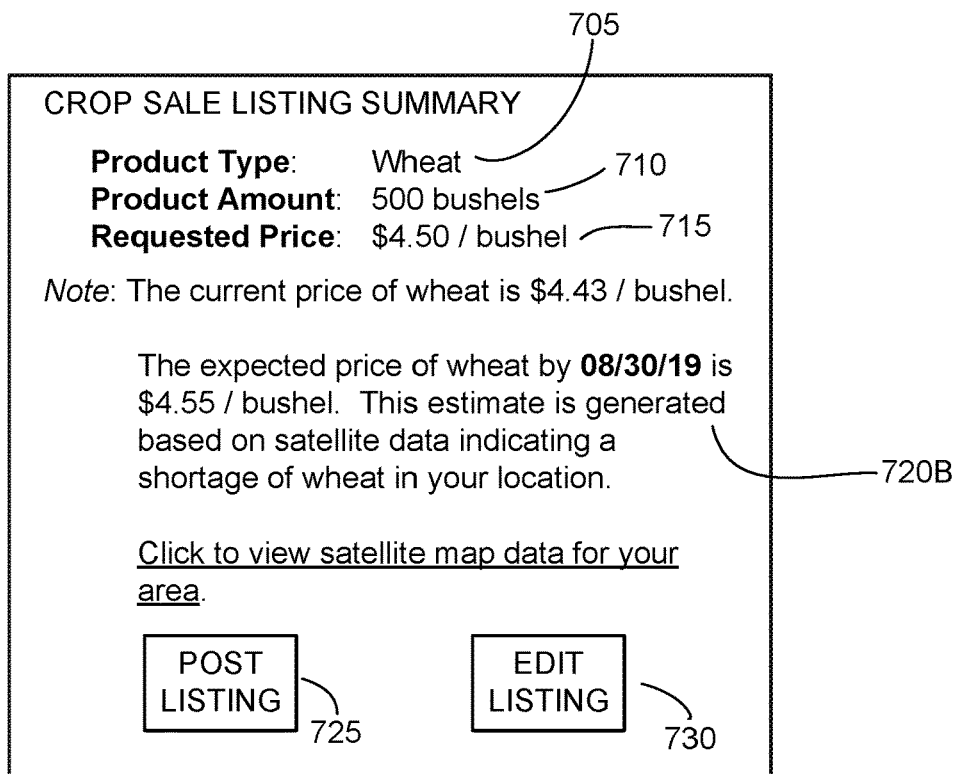 705
CROP SALE LISTING SUMMARY
Product Type: Wheat
710
Product Amount: 500 bushels
Requested Price: $4.50 / bushel
715
Note: The current price of wheat is $4.43 / bushel.
The expected price of wheat by 08/30/19 is
$4.55 / bushel. This estimate is generated
based on satellite data indicating a
shortage of wheat in your location.
720B
Click to view satellite map data for your
area.
POST
LISTING
725
EDIT
LISTING
730